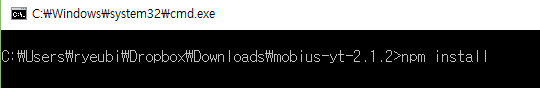 C:₩Windows₩system32₩cmd.exe
C:₩Users₩ryeubi₩Dropbox₩Downloads₩mobius-yt-2.1.2>npm install